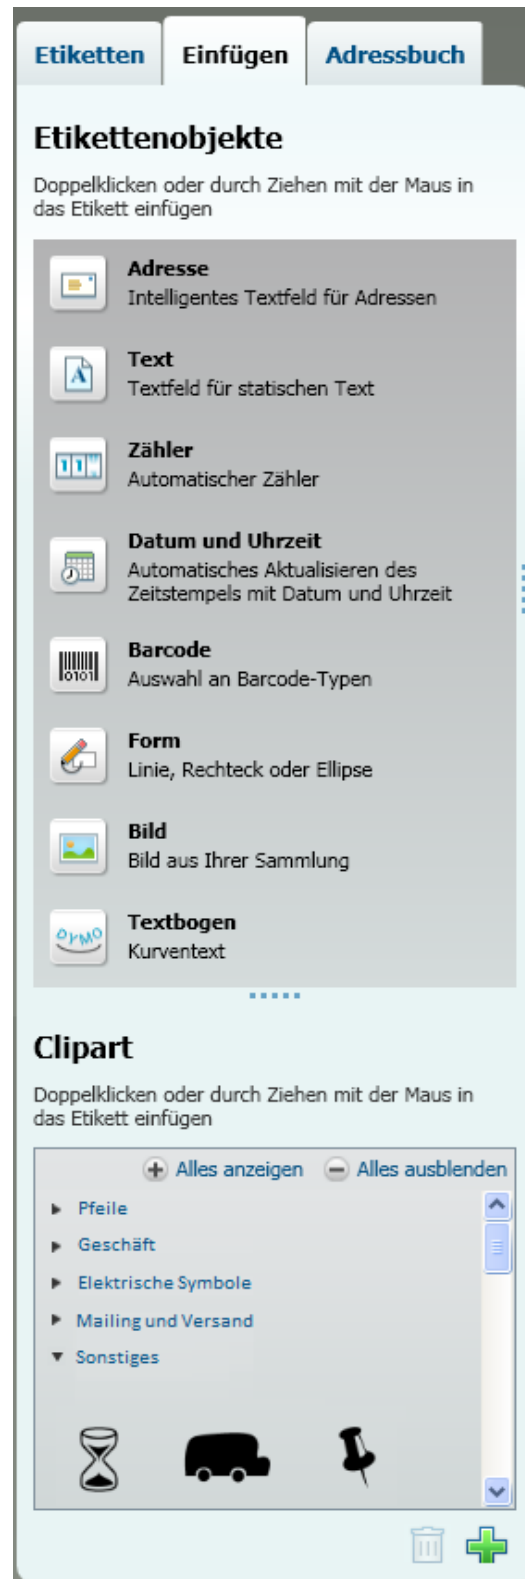 Etiketten Einfügen Adressbuch
Etikettenobjekte
Doppelklicken oder durch Ziehen mit der Maus in
das Etikett einfügen
Adresse
Intelligentes Textfeld für Adressen
A
Text
Textfeld für statischen Text
11
Zähler
Automatischer Zähler
Datum und Uhrzeit
Automatisches Aktualisieren des
Zeitstempels mit Datum und Uhrzeit
0101
Barcode
Auswahl an Barcode-Typen
Form
Linie, Rechteck oder Ellipse
Bild
Bild aus Ihrer Sammlung
DYMO
Textbogen
Kurventext
Clipart
Doppelklicken oder durch Ziehen mit der Maus in
das Etikett einfügen
Alles anzeigen Alles ausblenden
Pfeile
Geschäft
Elektrische Symbole
Mailing und Versand
Sonstiges